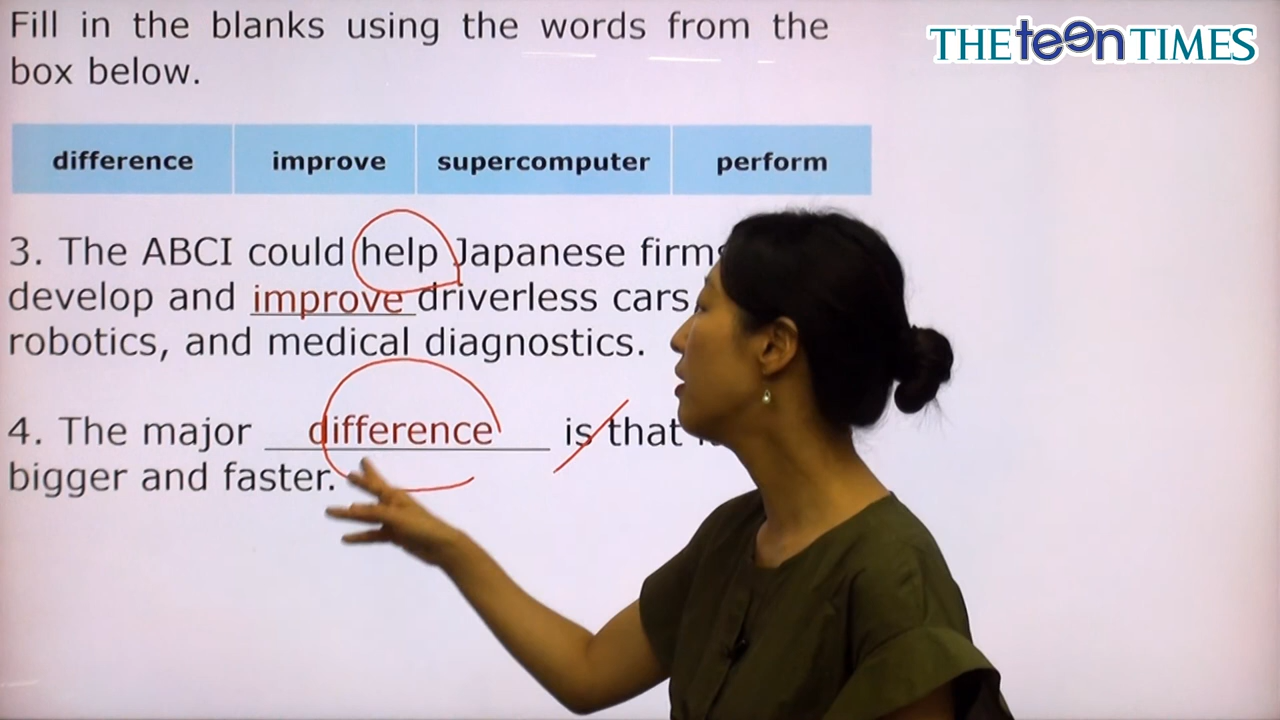 Fill in the blanks using the words from the
box below.
THE teen TIMES
difference improve supercomputer perform
3. The ABCI could help Japanese firms
develop and improve driverless cars,
robotics, and medical diagnostics.
4. The major difference is that
bigger and faster.